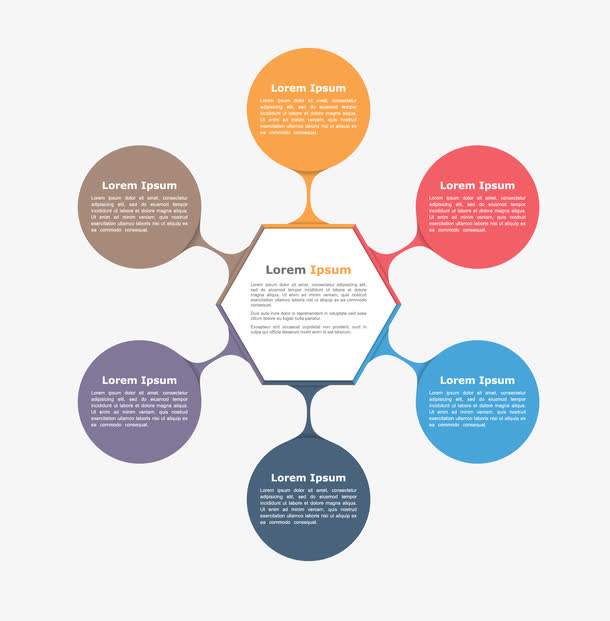 Lorem Ipsum
Lorem ipsum dolor sit amet, consectetur
adipisicing elit, sed do eiusmod tempor
incididunt ut labore et dolore magna
aliqua. Ut enim ad minim veniam, quis
nostrud exercitation ullamco laboris nisi
ut aliquip ex ea commodo consequat.
Lorem Ipsum
Lorem ipsum dolor sit amet, consectetur
adipisicing elit, sed do eiusmod tempor
incididunt ut labore et dolore magna aliqua.
Ut enim ad minim veniam, quis nostrud
exercitation ullamco laboris nisi ut aliquip ex
ea commodo consequat.
Lorem Ipsum
Lorem ipsum dolor sit amet, consectetur
adipisicing elit, sed do eiusmod tempor
incididunt ut labore et dolore magna aliqua.
Ut enim ad minim veniam, quis nostrud
exercitation ullamco laboris nisi ut aliquip ex
ea commodo consequat.
Lorem Ipsum
Lorem ipsum dolor sit amet, consectetur
adipisicing elit, sed do eiusmod tempor incididunt ut labore et dolore
magna aliqua. Ut enim ad minim veniam, quis nostrud exercitation
ullamco laboris nisi ut aliquip ex ea commodo consequat.
Duis aute irure dolor in reprehenderit in voluptate velit esse cillum dolore
eu fugiat nulla pariatur.
Excepteur sint occaecat cupidatat non proident, sunt in culpa qui
officia deserunt mollit anim id est laborum.
Lorem Ipsum
Lorem ipsum dolor sit amet, consectetur
adipisicing elit, sed do eiusmod tempor
incididunt ut labore et dolore magna aliqua.
Ut enim ad minim veniam, quis nostrud
exercitation ullamco laboris nisi ut aliquip ex
ea commodo consequat.
Lorem Ipsum
Lorem ipsum dolor sit amet, consectetur
adipisicing elit, sed do eiusmod tempor
incididunt ut labore et dolore magna aliqua.
Ut enim ad minim veniam, quis nostrud
exercitation ullamco laboris nisi ut aliquip ex
ea commodo consequat.
Lorem Ipsum
Lorem ipsum dolor sit amet, consectetur
adipisicing elit, sed do eiusmod tempor
incididunt ut labore et dolore magna aliqua.
Ut enim ad minim veniam, quis nostrud
exercitation ullamco laboris nisi ut aliquip ex
ea commodo consequat.